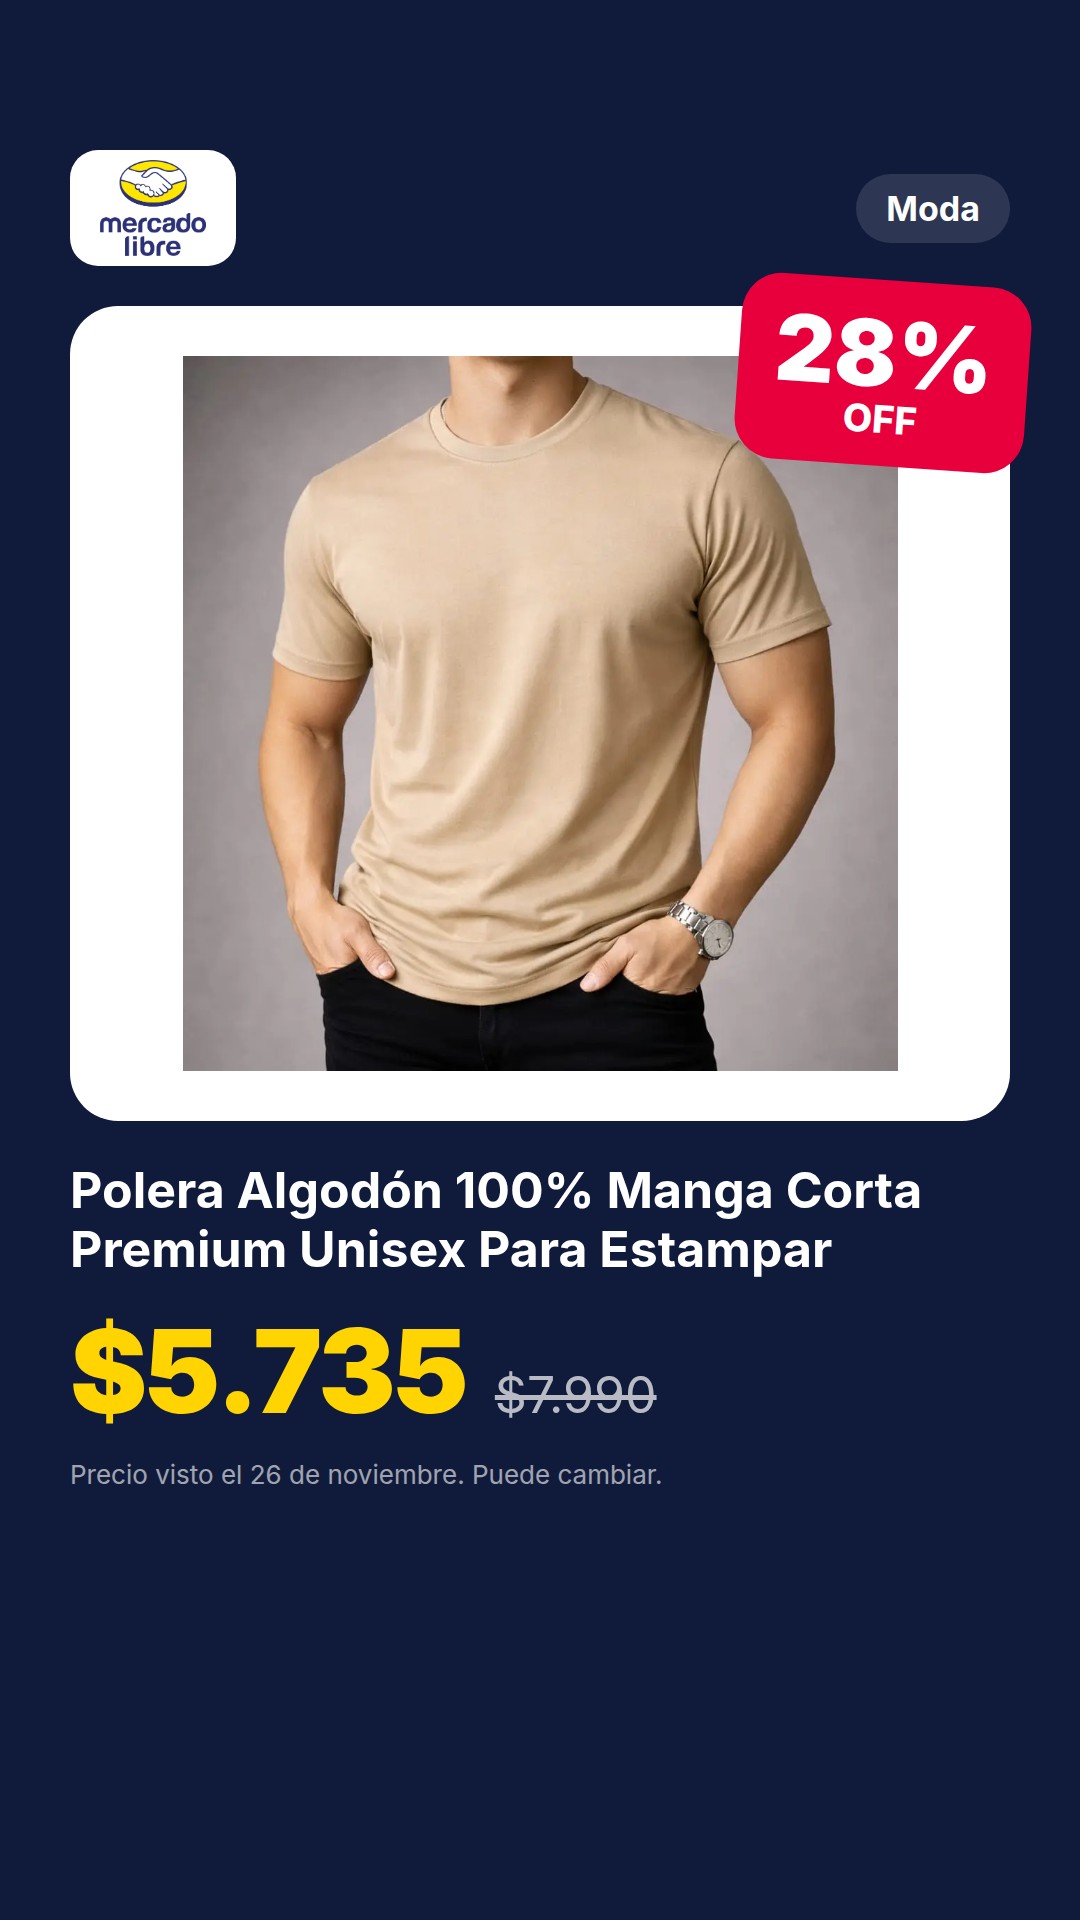 mercado
libre
Moda
28%
OFF
Polera Algodón 100% Manga Corta
Premium Unisex Para Estampar
$5.735 $7.990
Precio visto el 26 de noviembre. Puede cambiar.